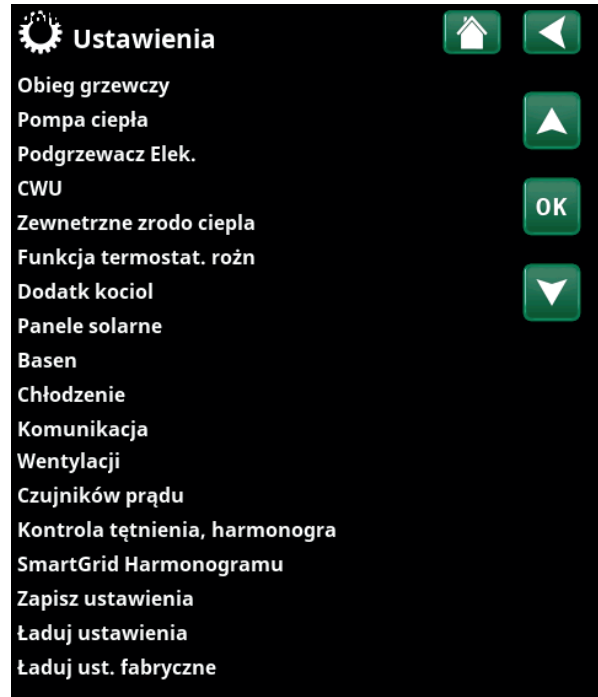 Ustawienia
Obieg grzewczy
Pompa ciepła
Podgrzewacz Elek.
CWU
OK
Zewnetrzne zrodo ciepla
Funkcja termostat. rożn
Dodatk kociol
Panele solarne
Basen
Chłodzenie
Komunikacja
Wentylacji
Czujników prądu
Kontrola tętnienia, harmonogra
SmartGrid Harmonogramu
Zapisz ustawienia
Ładuj ustawienia
Ładuj ust. fabryczne